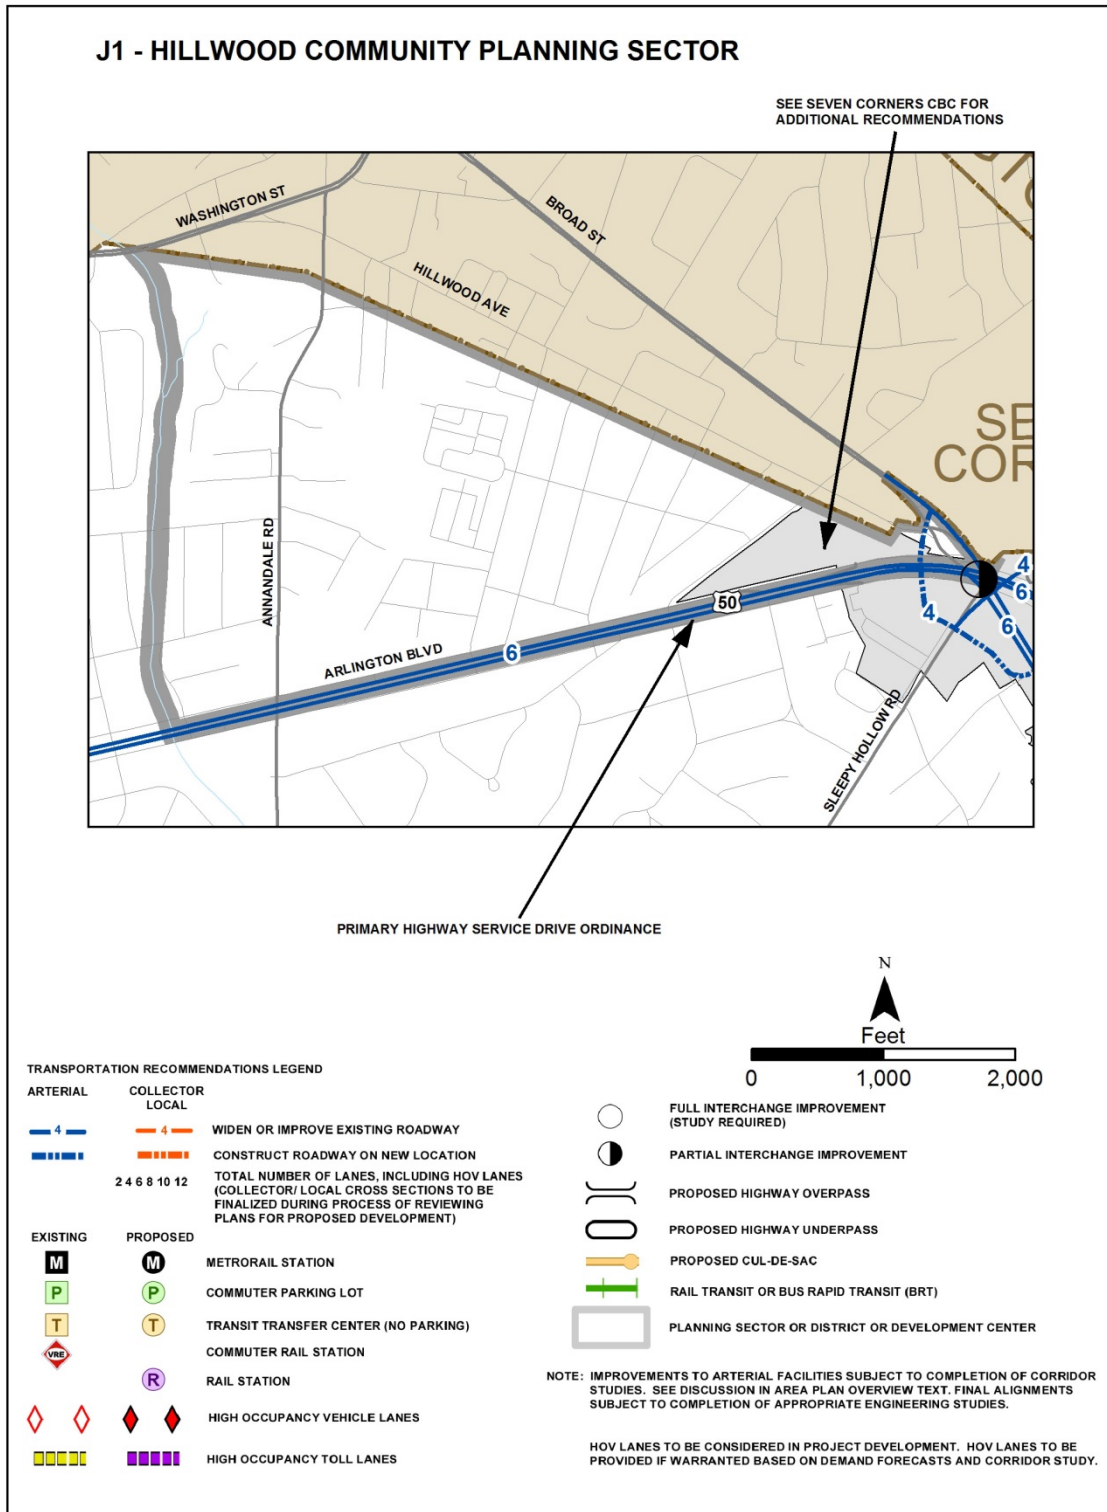 J1 - HILLWOOD COMMUNITY PLANNING SECTOR
SEE SEVEN CORNERS CBC FOR
ADDITIONAL RECOMMENDATIONS
WASHINGTON ST
BROAD ST
HILLWOOD AVE
SE
COR
ANNANDALE RD
50
4
6
4
6
6
ARLINGTON BLVD
SLEEPY HOLLOW RD
PRIMARY HIGHWAY SERVICE DRIVE ORDINANCE
N
Feet
0 1,000 2,000
TRANSPORTATION RECOMMENDATIONS LEGEND
ARTERIAL
COLLECTOR
LOCAL
4 4 WIDEN OR IMPROVE EXISTING ROADWAY
CONSTRUCT ROADWAY ON NEW LOCATION
2 4 6 8 10 12 TOTAL NUMBER OF LANES, INCLUDING HOV LANES
(COLLECTOR/ LOCAL CROSS SECTIONS TO BE
FINALIZED DURING PROCESS OF REVIEWING
PLANS FOR PROPOSED DEVELOPMENT)
EXISTING PROPOSED
M M METRORAIL STATION
P P COMMUTER PARKING LOT
T T TRANSIT TRANSFER CENTER (NO PARKING)
VRE COMMUTER RAIL STATION
R RAIL STATION
HIGH OCCUPANCY VEHICLE LANES
HIGH OCCUPANCY TOLL LANES
FULL INTERCHANGE IMPROVEMENT
(STUDY REQUIRED)
PARTIAL INTERCHANGE IMPROVEMENT
PROPOSED HIGHWAY OVERPASS
PROPOSED HIGHWAY UNDERPASS
PROPOSED CUL-DE-SAC
RAIL TRANSIT OR BUS RAPID TRANSIT (BRT)
PLANNING SECTOR OR DISTRICT OR DEVELOPMENT CENTER
NOTE: IMPROVEMENTS TO ARTERIAL FACILITIES SUBJECT TO COMPLETION OF CORRIDOR
STUDIES. SEE DISCUSSION IN AREA PLAN OVERVIEW TEXT. FINAL ALIGNMENTS
SUBJECT TO COMPLETION OF APPROPRIATE ENGINEERING STUDIES.
HOV LANES TO BE CONSIDERED IN PROJECT DEVELOPMENT. HOV LANES TO BE
PROVIDED IF WARRANTED BASED ON DEMAND FORECASTS AND CORRIDOR STUDY.